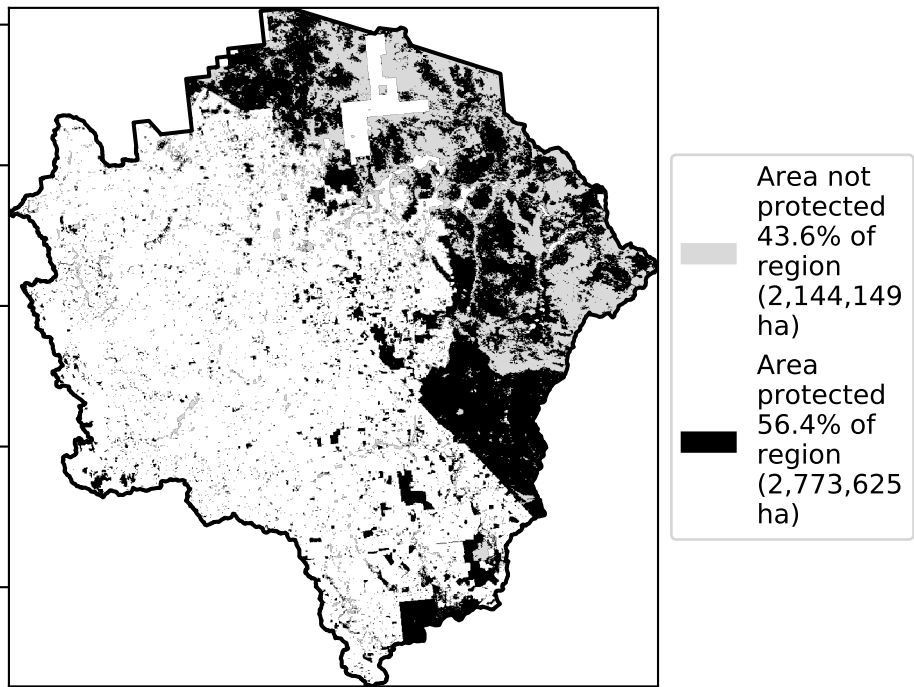 Area not
protected
43.6% of
region
(2,144,149
ha)
Area
protected
56.4% of
region
(2,773,625
ha)